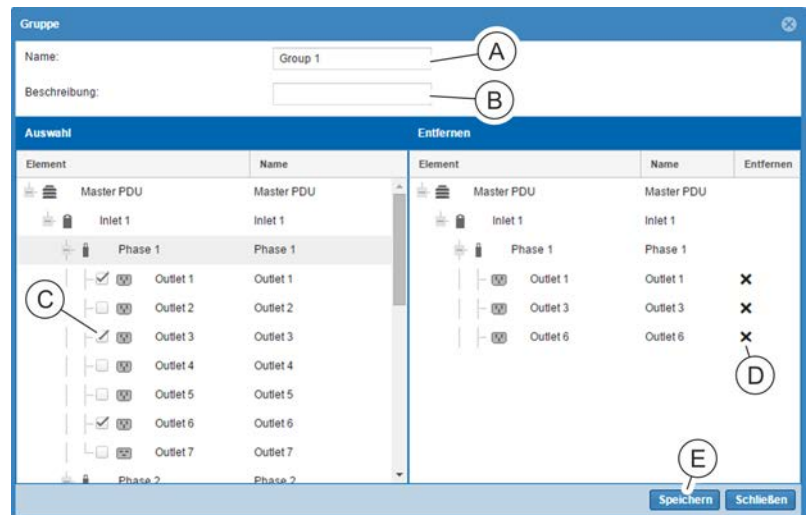 Gruppe
Name: Group 1 A
Beschreibung: B
Auswahl Entfernen
Element Name Element Name Entfernen
Master PDU Master PDU Master PDU Master PDU
Inlet 1 Inlet 1 Inlet 1 Inlet 1
Phase 1 Phase 1 Phase 1 Phase 1
Outlet 1 Outlet 1 Outlet 1 Outlet 1
C Outlet 2 Outlet 2 Outlet 3 Outlet 3
Outlet 3 Outlet 3 Outlet 6 Outlet 6
Outlet 4 Outlet 4 D
Outlet 5 Outlet 5
Outlet 6 Outlet 6
Outlet 7 Outlet 7 E
Phase 2 Phase 2
Speichern Schließen